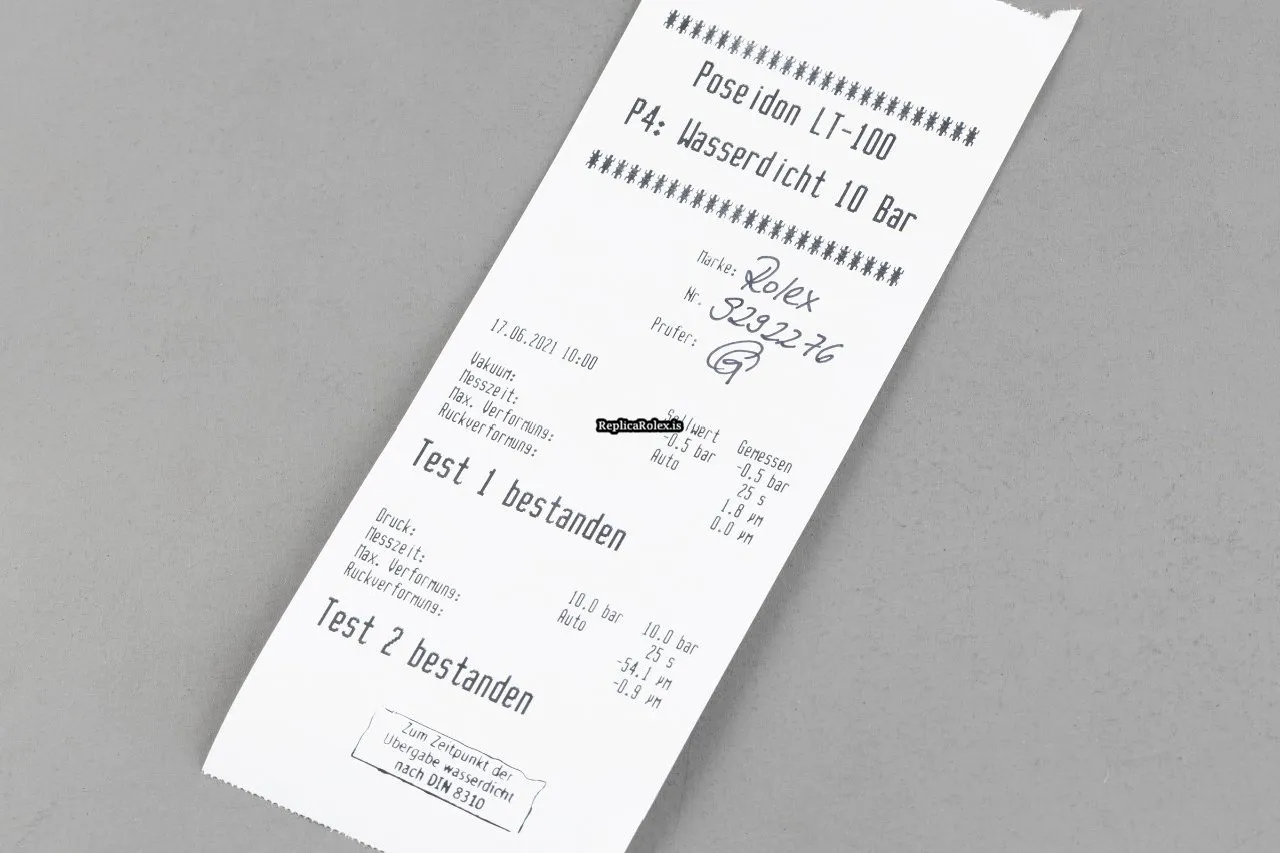 ************************
Poseidon LT-100
P4: Wasserdicht 10 Bar
************************
Marke: Rolex
Nr. 9292276
Prufer: G
17.06.2021 10:00
Sollwert Gemessen
Vakuum: -0.5 bar -0.5 bar
Messzeit: Auto 25 s
Max. Verformung: 1.8 µm
Ruckverformung: 0.0 µm
Test 1 bestanden
Druck: 10.0 bar 10.0 bar
Messzeit: Auto 25 s
Max. Verformung: -54.1 µm
Ruckverformung: -0.9 µm
Test 2 bestanden
Zum Zeitpunkt der
Übergabe wasserdicht
nach DIN 8310
ReplicaRolex.is